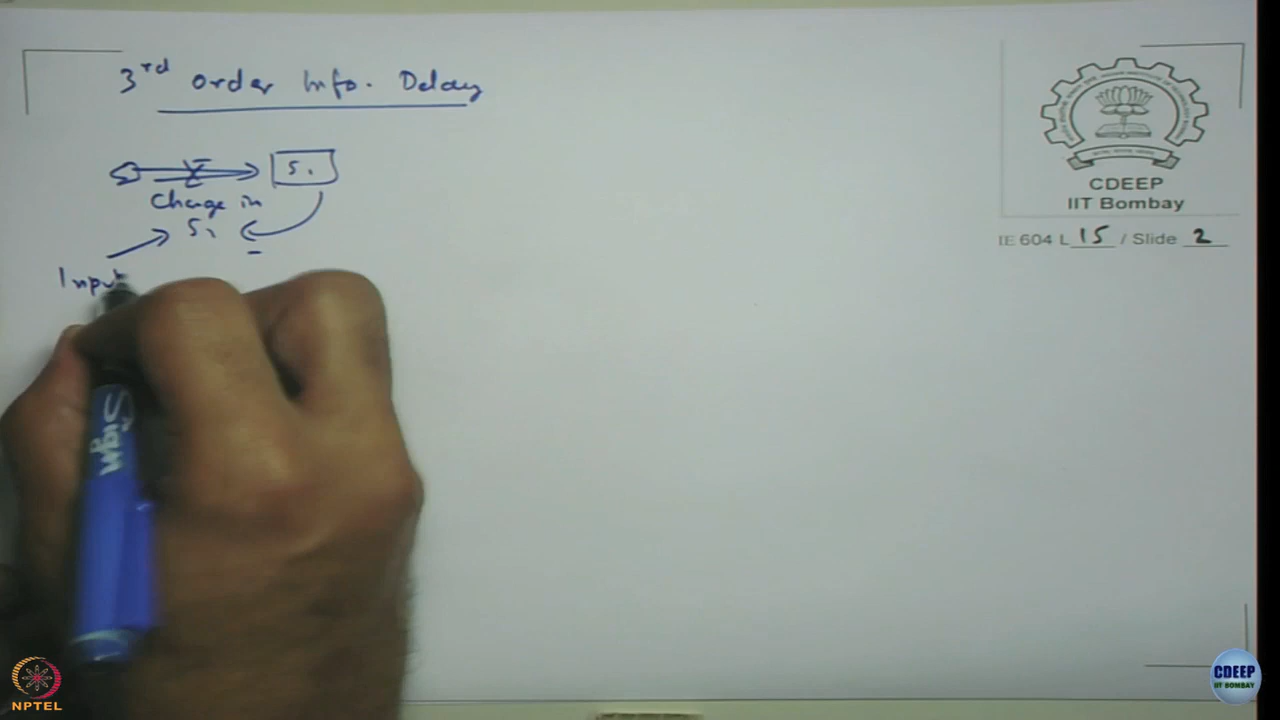 3rd Order Info. Delay
S1
Change in
S1
Input
CDEEP
IIT Bombay
IE 604 L 15 / Slide 2
NPTEL
CDEEP
IIT BOMBAY